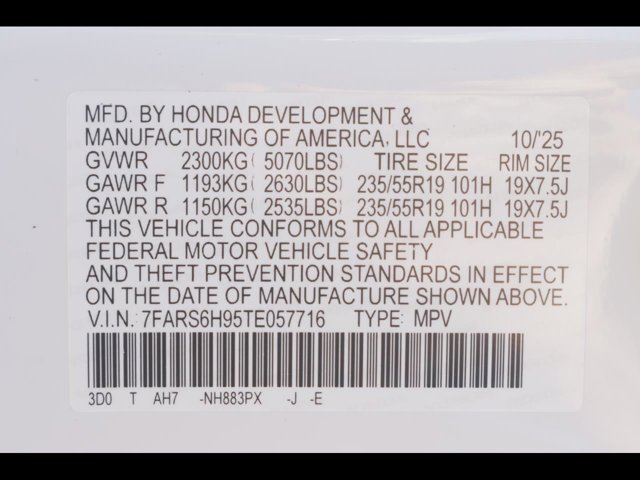 MFD. BY HONDA DEVELOPMENT &
MANUFACTURING OF AMERICA, LLC 10/'25
GVWR 2300KG( 5070LBS) TIRE SIZE RIM SIZE
GAWR F 1193KG( 2630LBS) 235/55R19 101H 19X7.5J
GAWR R 1150KG( 2535LBS) 235/55R19 101H 19X7.5J
THIS VEHICLE CONFORMS TO ALL APPLICABLE
FEDERAL MOTOR VEHICLE SAFETY
AND THEFT PREVENTION STANDARDS IN EFFECT
ON THE DATE OF MANUFACTURE SHOWN ABOVE.
V.I.N. 7FARS6H95TE057716 TYPE: MPV
3D0 T AH7 -NH883PX -J -E